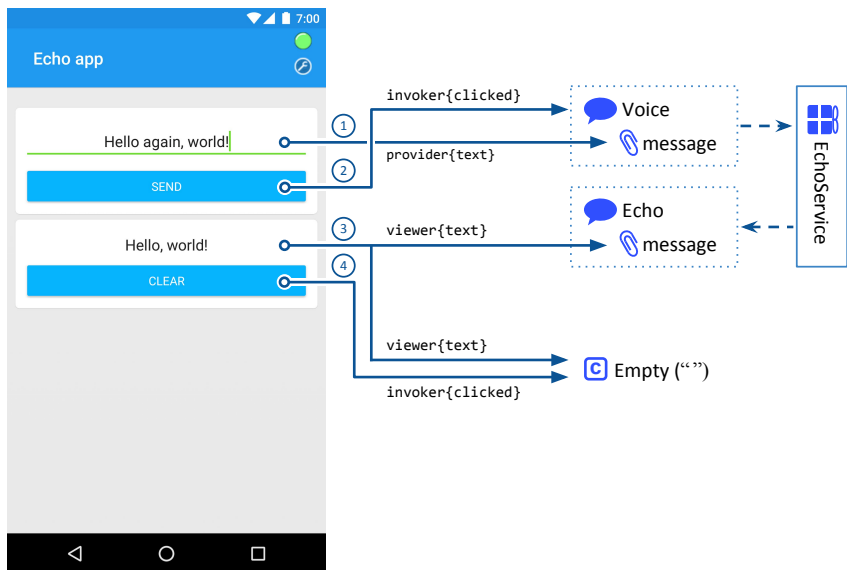 7:00
Echo app
Hello again, world!
SEND
Hello, world!
CLEAR
1
2
3
4
invoker{clicked}
provider{text}
viewer{text}
viewer{text}
invoker{clicked}
Voice
message
Echo
message
C Empty (“ ”)
EchoService